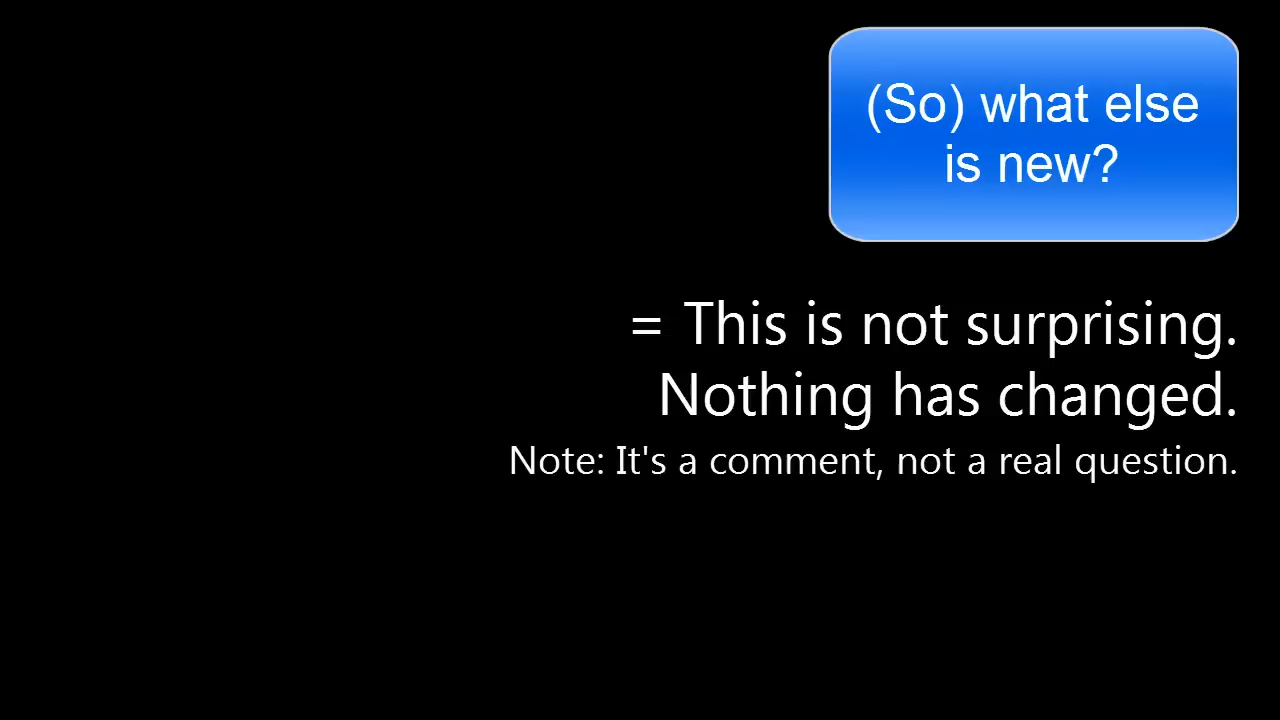 (So) what else
is new?
= This is not surprising.
Nothing has changed.
Note: It's a comment, not a real question.